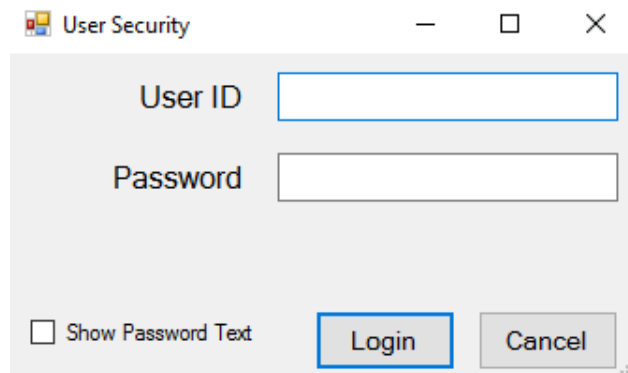 User Security
User ID
Password
Show Password Text
Login
Cancel